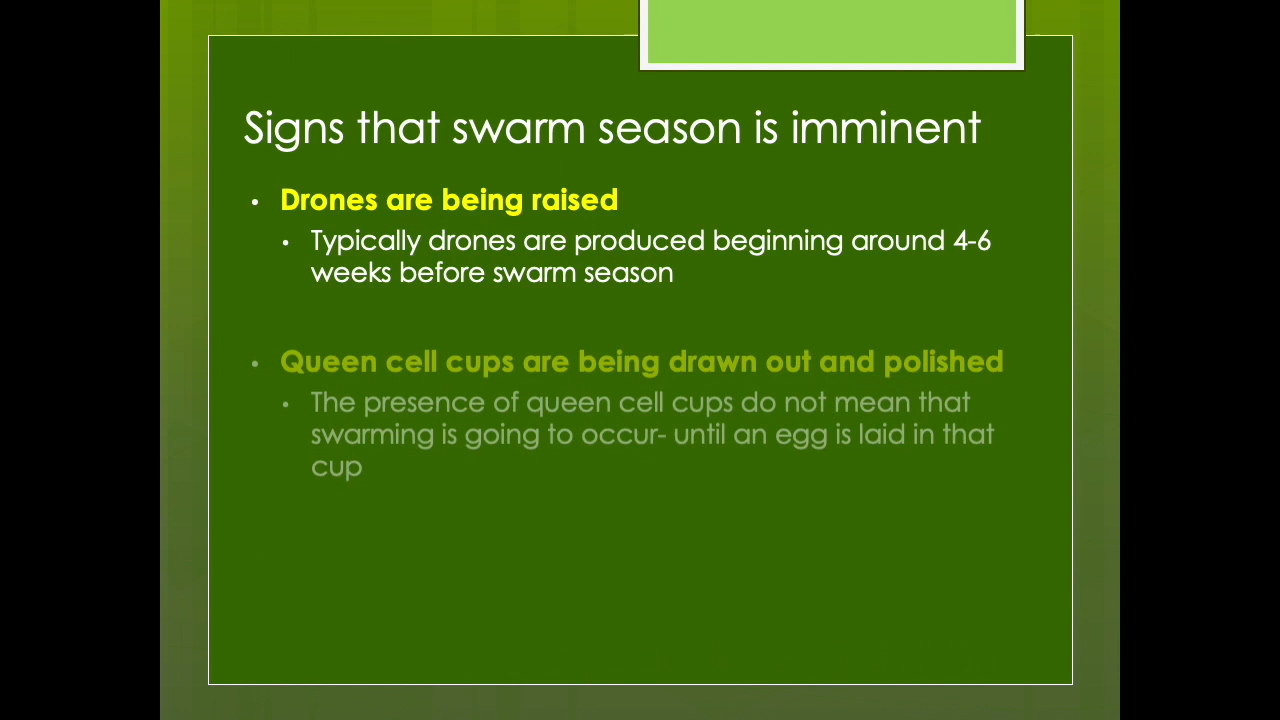 Signs that swarm season is imminent
• Drones are being raised
• Typically drones are produced beginning around 4-6
weeks before swarm season
• Queen cell cups are being drawn out and polished
• The presence of queen cell cups do not mean that
swarming is going to occur- until an egg is laid in that
cup